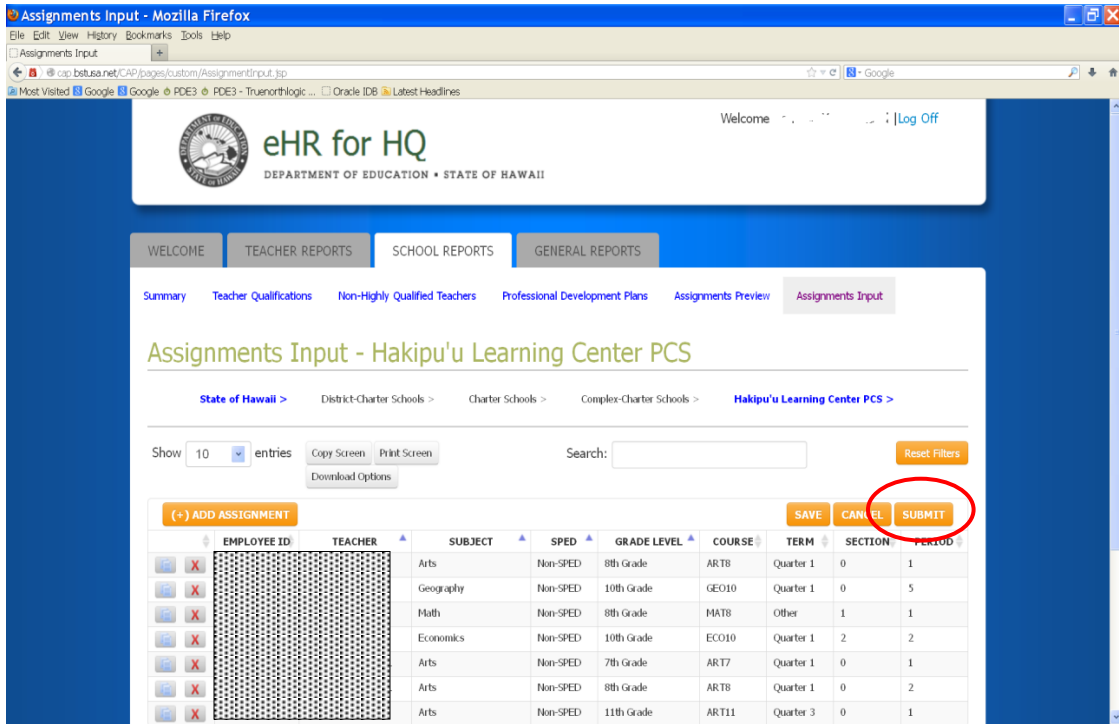 Assignments Input - Mozilla Firefox
File Edit View History Bookmarks Tools Help
Assignments Input +
cap.bstusa.net/CAP/pages/custom/AssignmentInput.jsp Google
Most Visited Google Google PDE3 PDE3 - Truenorthlogic ... Oracle IDB Latest Headlines
Welcome | Log Off
DEPARTMENT OF EDUCATION
STATE OF HAWAII
eHR for HQ
DEPARTMENT OF EDUCATION • STATE OF HAWAII
WELCOME TEACHER REPORTS SCHOOL REPORTS GENERAL REPORTS
Summary Teacher Qualifications Non-Highly Qualified Teachers Professional Development Plans Assignments Preview Assignments Input
Assignments Input - Hakipu'u Learning Center PCS
State of Hawaii > District-Charter Schools > Charter Schools > Complex-Charter Schools > Hakipu'u Learning Center PCS >
Show 10 entries Copy Screen Print Screen Search: Reset Filters
Download Options
(+) ADD ASSIGNMENT SAVE CANCEL SUBMIT
EMPLOYEE ID TEACHER SUBJECT SPED GRADE LEVEL COURSE TERM SECTION PERIOD
X Arts Non-SPED 8th Grade ART8 Quarter 1 0 1
X Geography Non-SPED 10th Grade GEO10 Quarter 1 0 5
X Math Non-SPED 8th Grade MAT8 Other 1 1
X Economics Non-SPED 10th Grade ECO10 Quarter 1 2 2
X Arts Non-SPED 7th Grade ART7 Quarter 1 0 1
X Arts Non-SPED 8th Grade ART8 Quarter 1 0 2
X Arts Non-SPED 11th Grade ART11 Quarter 3 0 1